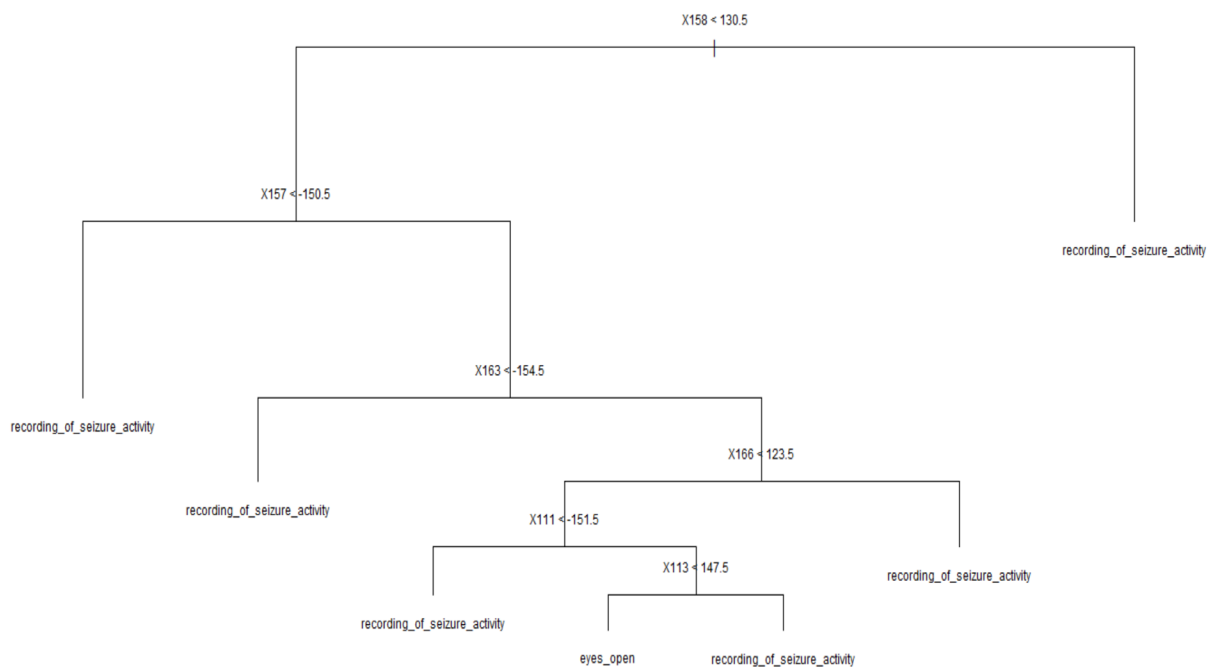 X158 < 130.5
X157 < -150.5
recording_of_seizure_activity
X163 < -154.5
recording_of_seizure_activity
X166 < 123.5
recording_of_seizure_activity
X111 < -151.5
X113 < 147.5
recording_of_seizure_activity
recording_of_seizure_activity
eyes_open
recording_of_seizure_activity